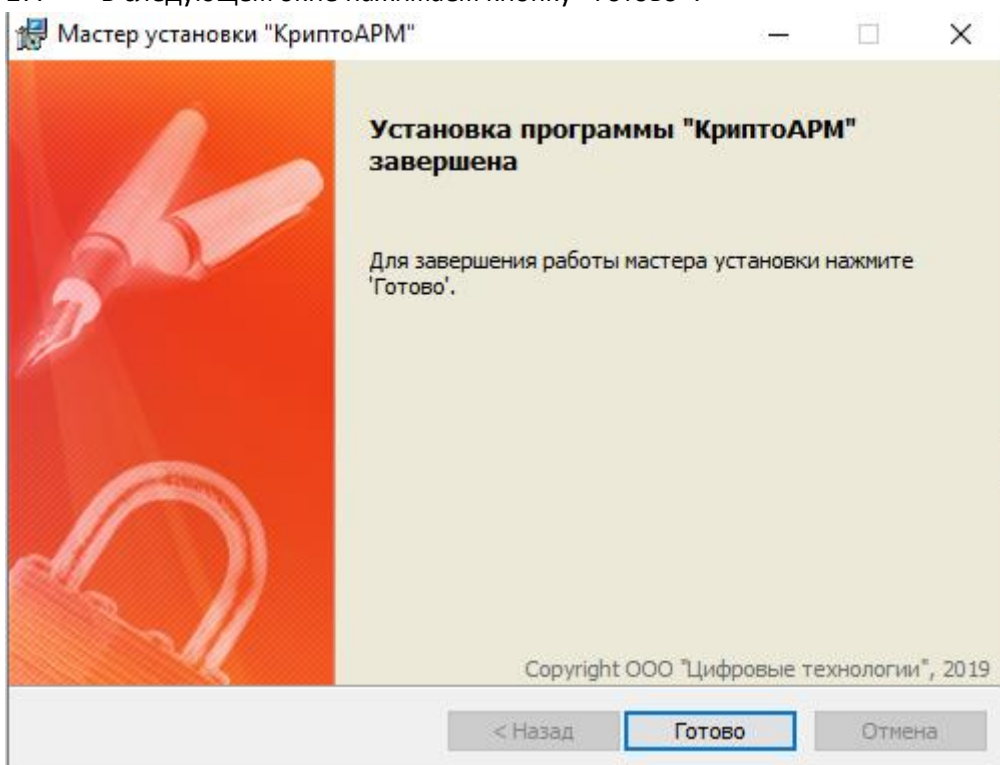 Мастер установки "КриптоАРМ"
Установка программы "КриптоАРМ"
завершена
Для завершения работы мастера установки нажмите
'Готово'.
Copyright ООО "Цифровые технологии", 2019
< Назад
Готово
Отмена